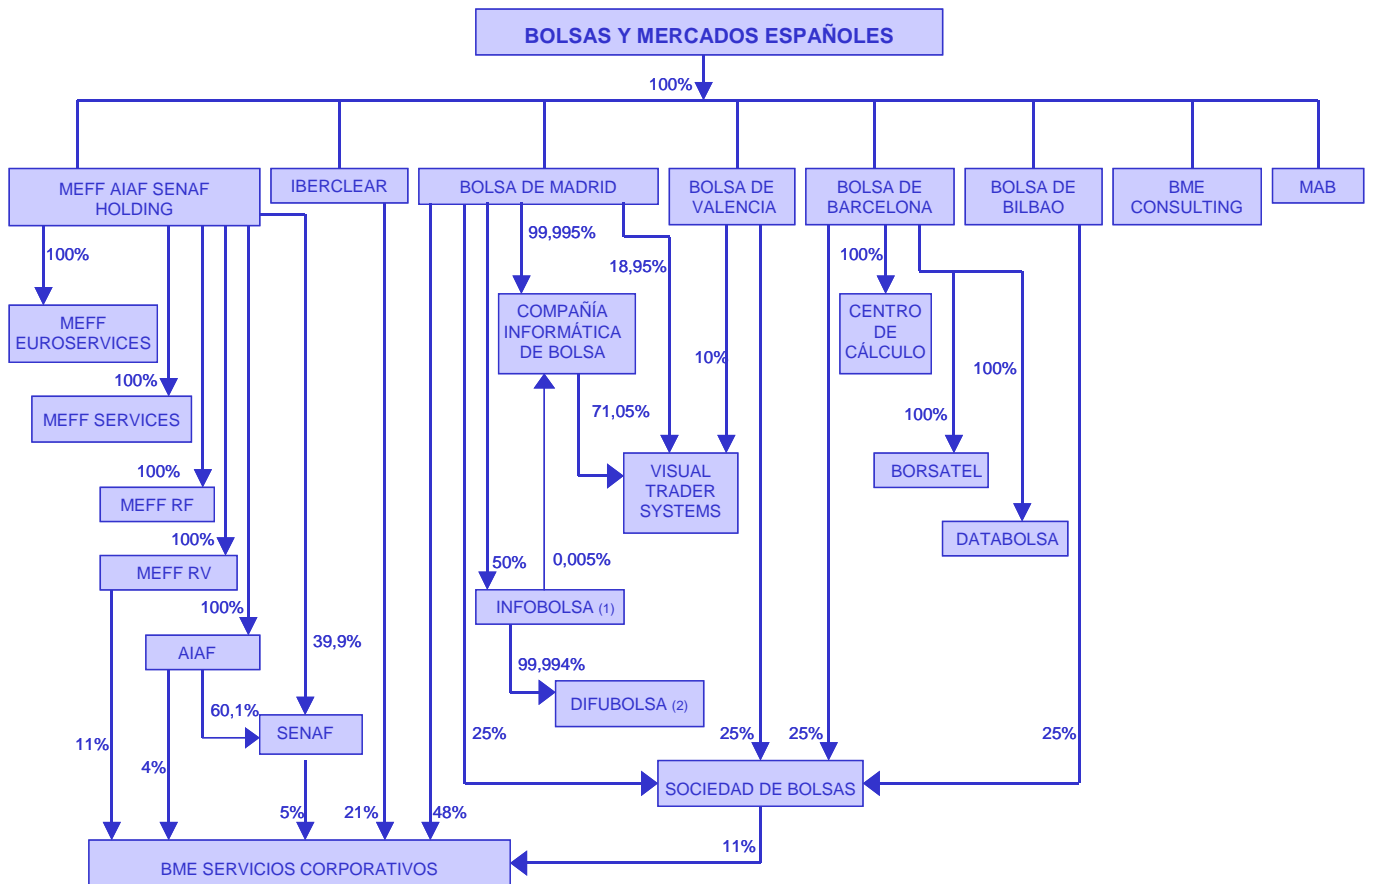 BOLSAS Y MERCADOS ESPAÑOLES
100%
MEFF AIAF SENAF
HOLDING
IBERCLEAR
BOLSA DE MADRID
BOLSA DE
VALENCIA
BOLSA DE
BARCELONA
BOLSA DE
BILBAO
BME
CONSULTING
MAB
100%
99,995%
18,95%
100%
MEFF
EUROSERVICES
COMPAÑÍA
INFORMÁTICA
DE BOLSA
CENTRO
DE
CÁLCULO
10%
100%
100%
MEFF SERVICES
71,05%
100%
BORSATEL
VISUAL
TRADER
SYSTEMS
100%
MEFF RF
100%
DATABOLSA
MEFF RV
50%
0,005%
100%
INFOBOLSA (1)
AIAF
39,9%
99,994%
DIFUBOLSA (2)
60,1%
SENAF
11%
4%
25%
25%
25%
25%
SOCIEDAD DE BOLSAS
5%
21%
48%
11%
BME SERVICIOS CORPORATIVOS